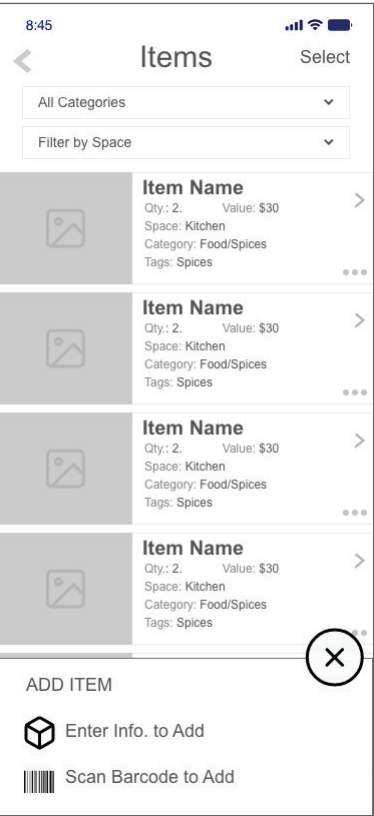 8:45
Items
Select
All Categories
Filter by Space
Item Name
Qty.: 2. Value: $30
Space: Kitchen
Category: Food/Spices
Tags: Spices
Item Name
Qty.: 2. Value: $30
Space: Kitchen
Category: Food/Spices
Tags: Spices
Item Name
Qty.: 2. Value: $30
Space: Kitchen
Category: Food/Spices
Tags: Spices
Item Name
Qty.: 2. Value: $30
Space: Kitchen
Category: Food/Spices
Tags: Spices
ADD ITEM
Enter Info. to Add
Scan Barcode to Add